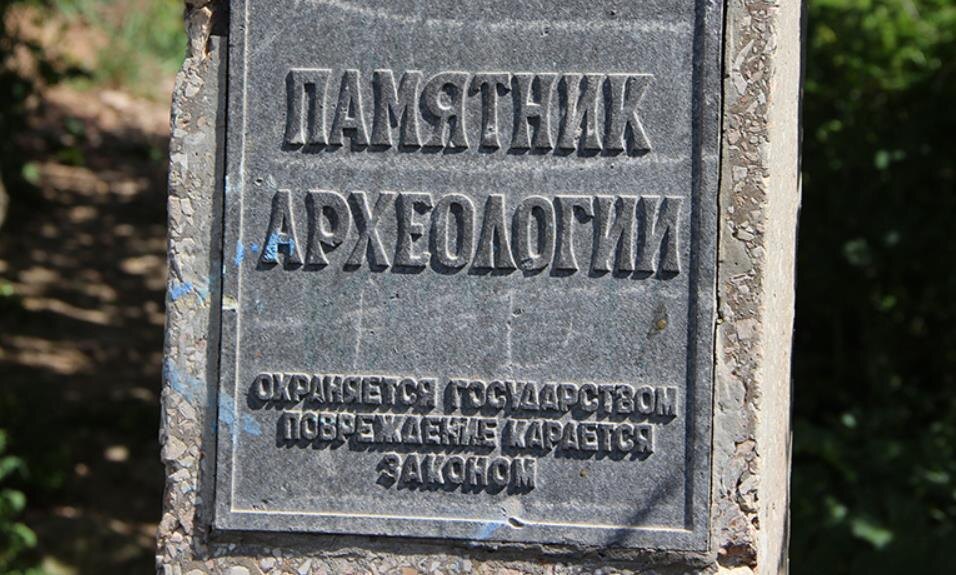 ПАМЯТНИК
АРХЕОЛОГИИ
ОХРАНЯЕТСЯ ГОСУДАРСТВОМ
ПОВРЕЖДЕНИЕ КАРАЕТСЯ
ЗАКОНОМ